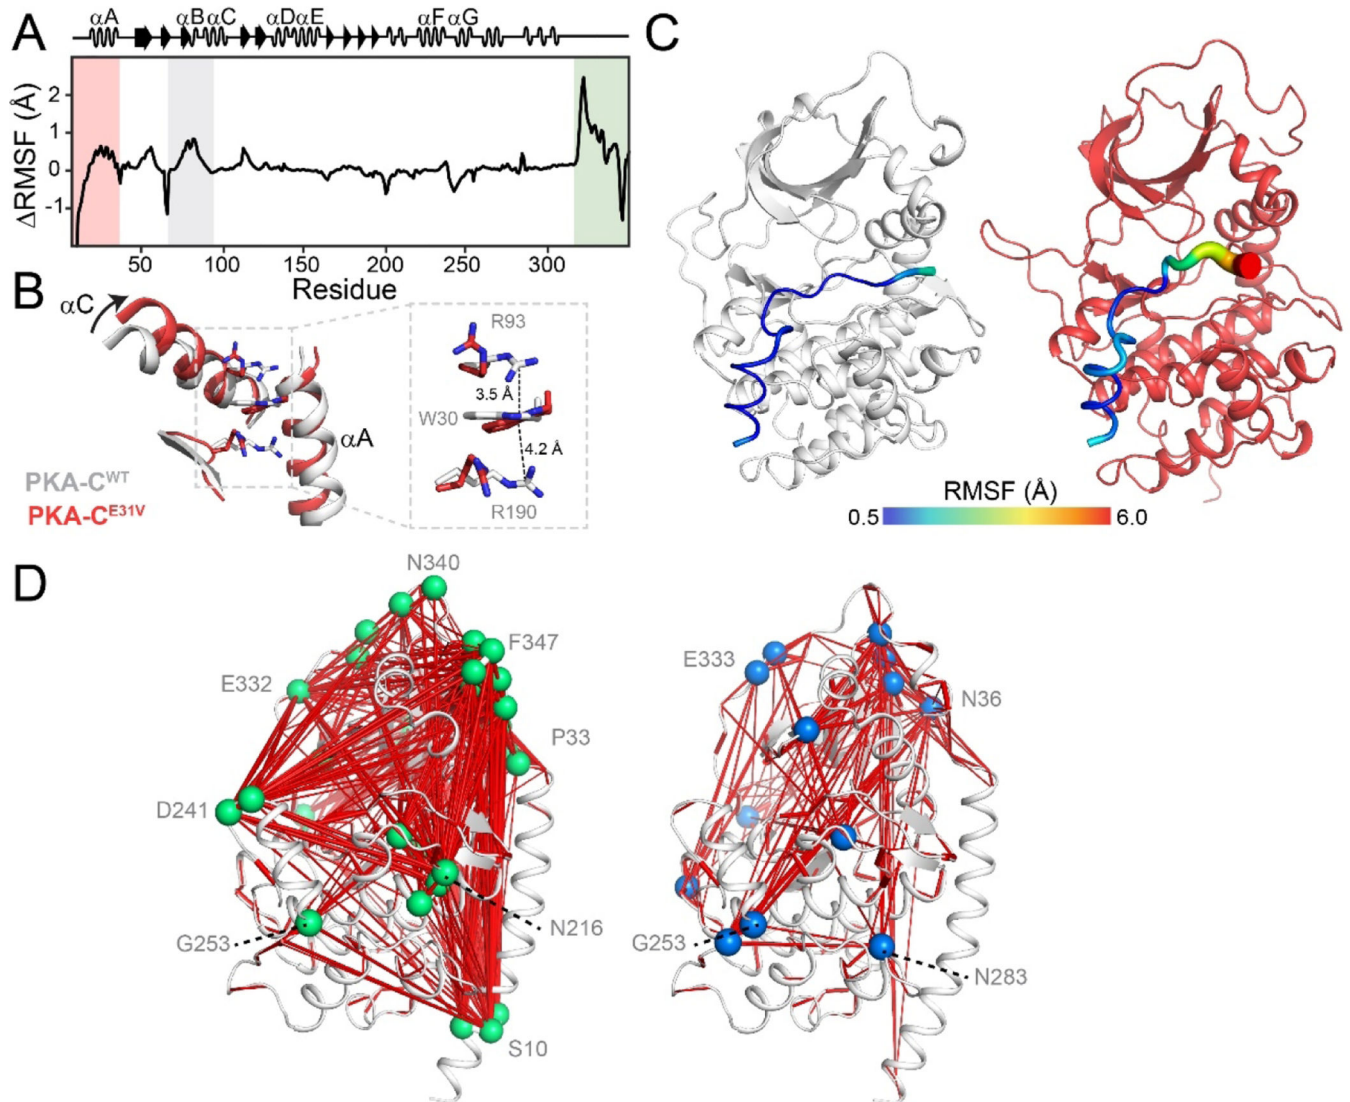 A
αA
αB αC
αD αE
αF αG
ΔRMSF (Å)
2
1
0
-1
50 100 150 200 250 300
Residue
B
αC
αA
PKA-C^WT
PKA-C^E31V
R93
3.5 Å
W30
4.2 Å
R190
C
RMSF (Å)
0.5 6.0
D
N340
F347
E332
P33
D241
N216
G253
S10
E333
N36
G253
N283